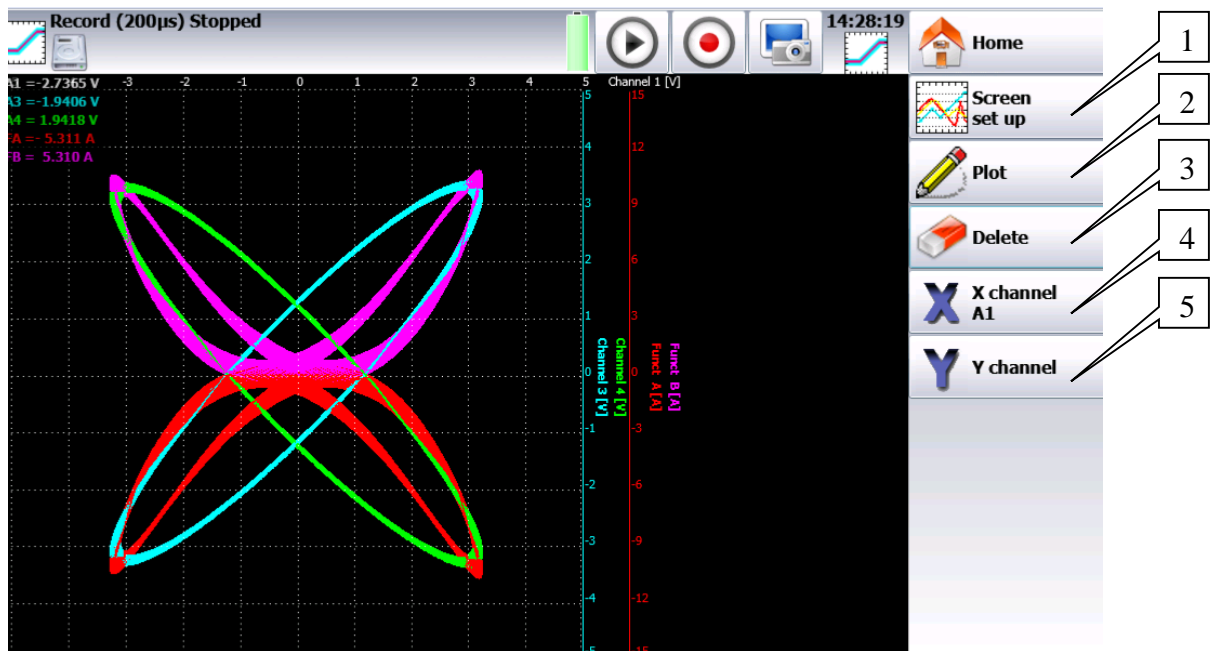 Record (200µs) Stopped
14:28:19
Home
1
Screen
set up
2
Plot
3
Delete
4
X channel
A1
5
Y channel
A1 =-2.7365 V
A3 =-1.9406 V
A4 = 1.9418 V
FA =- 5.311 A
FB = 5.310 A
-3 -2 -1 0 1 2 3 4 5 Channel 1 [V]
5 15
4 12
3 9
2 6
1 3
0 0
-1 -3
-2 -6
-3 -9
-4 -12
-5 -15
Channel 3 [V]
Channel 4 [V]
Funct A [A]
Funct B [A]
X
Y